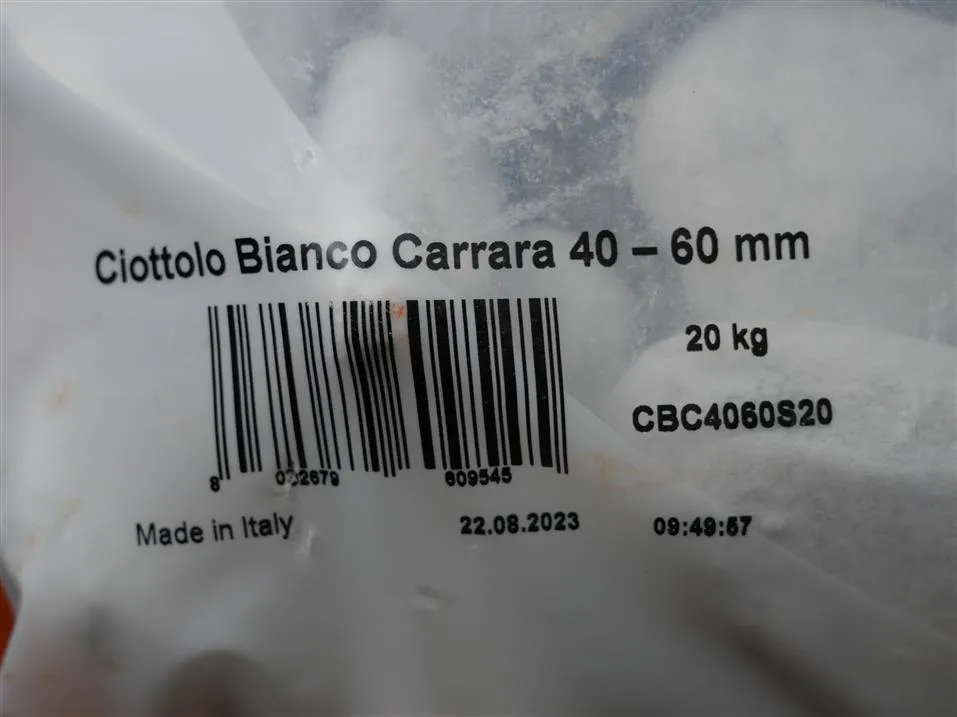 Ciottolo Bianco Carrara 40 – 60 mm
20 kg
CBC4060S20
8 032679 609545
Made in Italy 22.08.2023 09:49:57